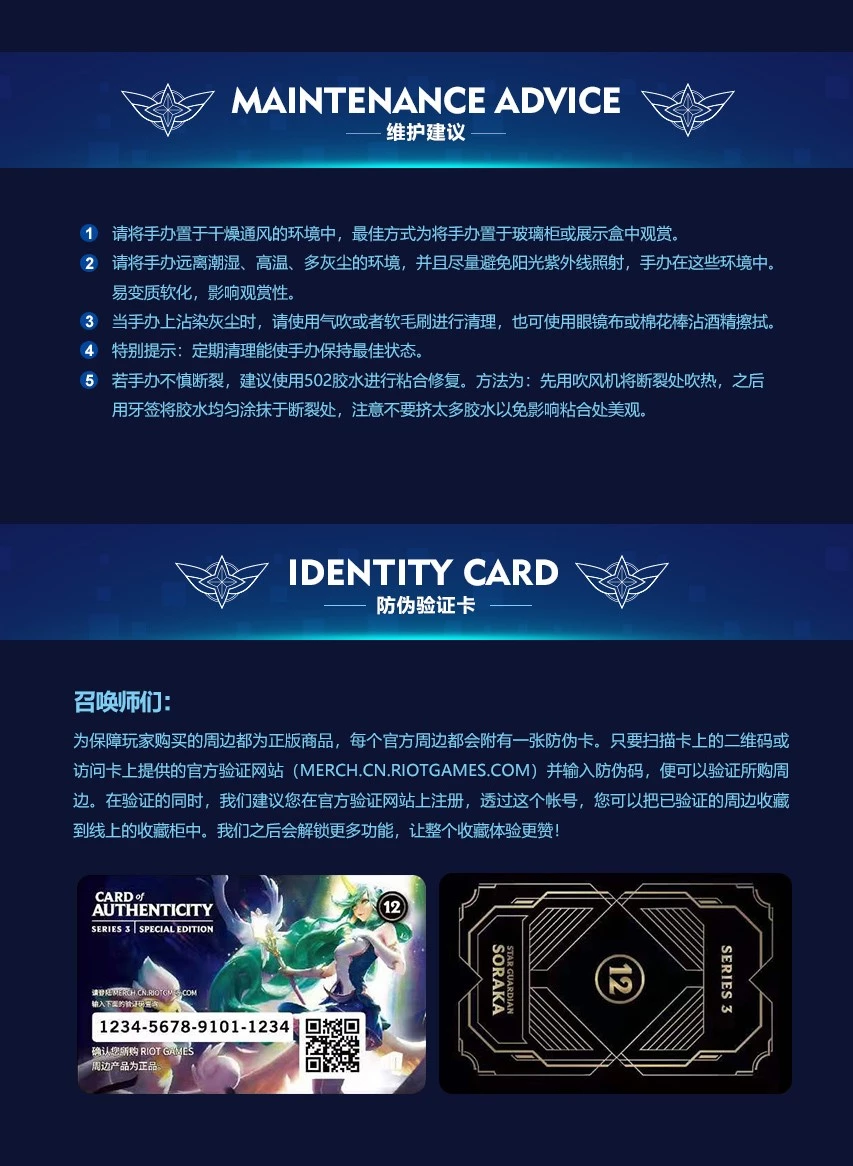 MAINTENANCE ADVICE
维护建议
1 请将手办置于干燥通风的环境中，最佳方式为将手办置于玻璃柜或展示盒中观赏。
2 请将手办远离潮湿、高温、多灰尘的环境，并且尽量避免阳光紫外线照射，手办在这些环境中。
易变质软化，影响观赏性。
3 当手办上沾染灰尘时，请使用气吹或者软毛刷进行清理，也可使用眼镜布或棉花棒沾酒精擦拭。
4 特别提示：定期清理能使手办保持最佳状态。
5 若手办不慎断裂，建议使用502胶水进行粘合修复。方法为：先用吹风机将断裂处吹热，之后
用牙签将胶水均匀涂抹于断裂处，注意不要挤太多胶水以免影响粘合处美观。
IDENTITY CARD
防伪验证卡
召唤师们：
为保障玩家购买的周边都为正版商品，每个官方周边都会附有一张防伪卡。只要扫描卡上的二维码或
访问卡上提供的官方验证网站（MERCH.CN.RIOTGAMES.COM）并输入防伪码，便可以验证所购周
边。在验证的同时，我们建议您在官方验证网站上注册，透过这个帐号，您可以把已验证的周边收藏
到线上的收藏柜中。我们之后会解锁更多功能，让整个收藏体验更赞！
CARD of
AUTHENTICITY
SERIES 3 | SPECIAL EDITION
12
请登陆 MERCH.CN.RIOTGMES.COM
输入下面的验证码查询
1234-5678-9101-1234
确认您所购 RIOT GAMES
周边产品为正品。
STAR GUARDIAN
SORAKA
12
SERIES 3